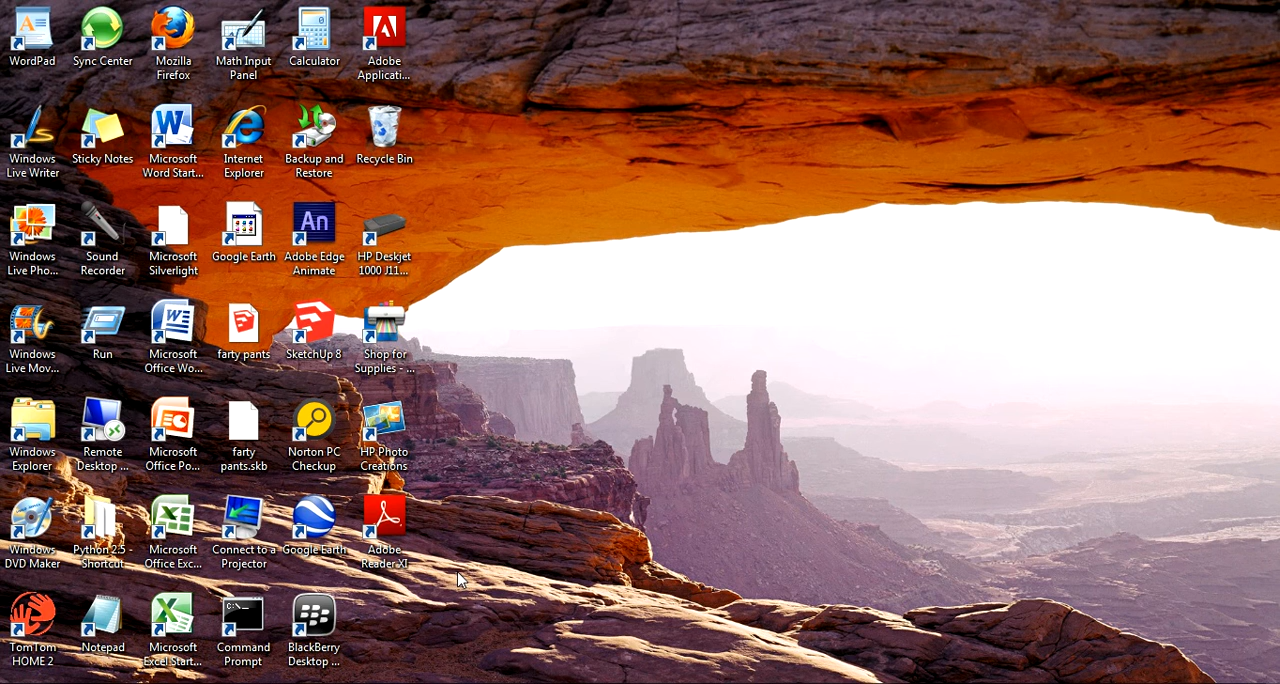 WordPad
Sync Center
Mozilla
Firefox
Math Input
Panel
Calculator
Adobe
Applicati...
Windows
Live Writer
Sticky Notes
Microsoft
Word Start...
Internet
Explorer
Backup and
Restore
Recycle Bin
Windows
Live Pho...
Sound
Recorder
Microsoft
Silverlight
Google Earth
An
Adobe Edge
Animate
HP Deskjet
1000 J11...
Windows
Live Mov...
Run
Microsoft
Office Wo...
farty pants
SketchUp 8
Shop for
Supplies - ...
Windows
Explorer
Remote
Desktop ...
Microsoft
Office Po...
farty
pants.skb
Norton PC
Checkup
HP Photo
Creations
Windows
DVD Maker
Python 2.5 -
Shortcut
Microsoft
Office Exc...
Connect to a
Projector
Google Earth
Adobe
Reader XI
TomTom
HOME 2
Notepad
Microsoft
Excel Start...
C:\_
Command
Prompt
BlackBerry
Desktop ...